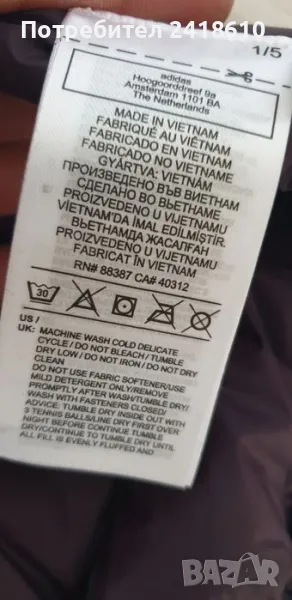 Потребител 2418610
1/5
adidas
Hoogoorddreef 9a
Amsterdam 1101 BA
The Netherlands
MADE IN VIETNAM
FABRIQUÉ AU VIÊTNAM
FABRICADO EN VIETNAM
FABRICADO NO VIETNAME
GYÁRTVA: VIETNÁM
ПРОИЗВЕДЕНО ВЪВ ВИЕТНАМ
СДЕЛАНО ВО ВЬЕТНАМЕ
PROIZVEDENO U VIJETNAMU
VIETNAM'DA İMAL EDİLMİŞTİR.
ВЬЕТНАМДА ЖАСАЛҒАН
PROIZVEDENO U VIJETNAMU
FABRICAT ÎN VIETNAM
RN# 88387 CA# 40312
30
US /
UK: MACHINE WASH COLD DELICATE
CYCLE / DO NOT BLEACH / TUMBLE
DRY LOW / DO NOT IRON / DO NOT DRY
CLEAN
DO NOT USE FABRIC SOFTENER/USE
MILD DETERGENT ONLY/REMOVE
PROMPTLY AFTER WASH/TUMBLE DRY/
WASH WITH FASTENERS CLOSED/
ADVICE: TUMBLE DRY INSIDE OUT WITH
3 TENNIS BALLS/LINE DRY FIRST OVER
NIGHT BEFORE CONTINUE TUMBLE
DRY/CONTINUE TO TUMBLE DRY UNTIL
ALL FILL IS EVENLY FLUFFED AND
BAZAR